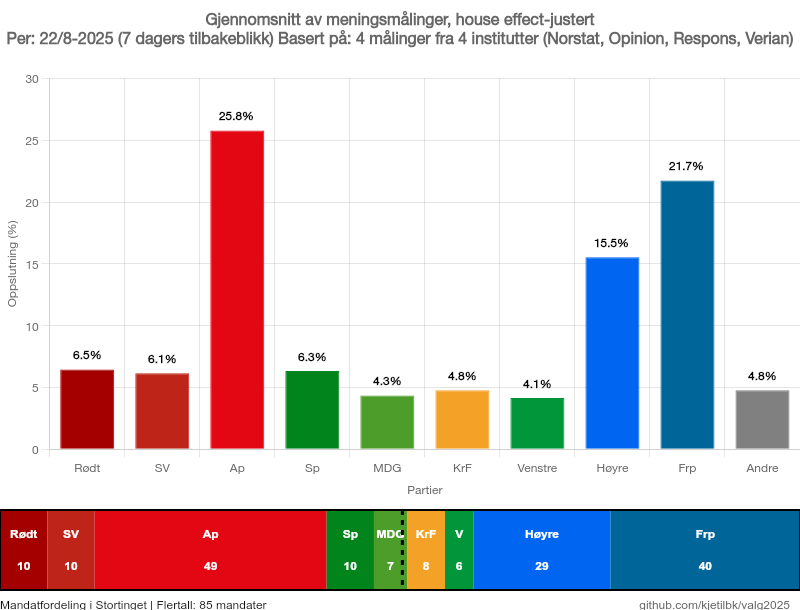 Gjennomsnitt av meningsmålinger, house effect-justert
Per: 22/8-2025 (7 dagers tilbakeblikk) Basert på: 4 målinger fra 4 institutter (Norstat, Opinion, Respons, Verian)
30
25
20
15
10
5
0
Oppslutning (%)
6.5%
6.1%
25.8%
6.3%
4.3%
4.8%
4.1%
15.5%
21.7%
4.8%
Rødt SV Ap Sp MDG KrF Venstre Høyre Frp Andre
Partier
Rødt SV Ap Sp MDG KrF V Høyre Frp
10 10 49 10 7 8 6 29 40
Mandatfordeling i Stortinget | Flertall: 85 mandater
github.com/kjetilbk/valg2025